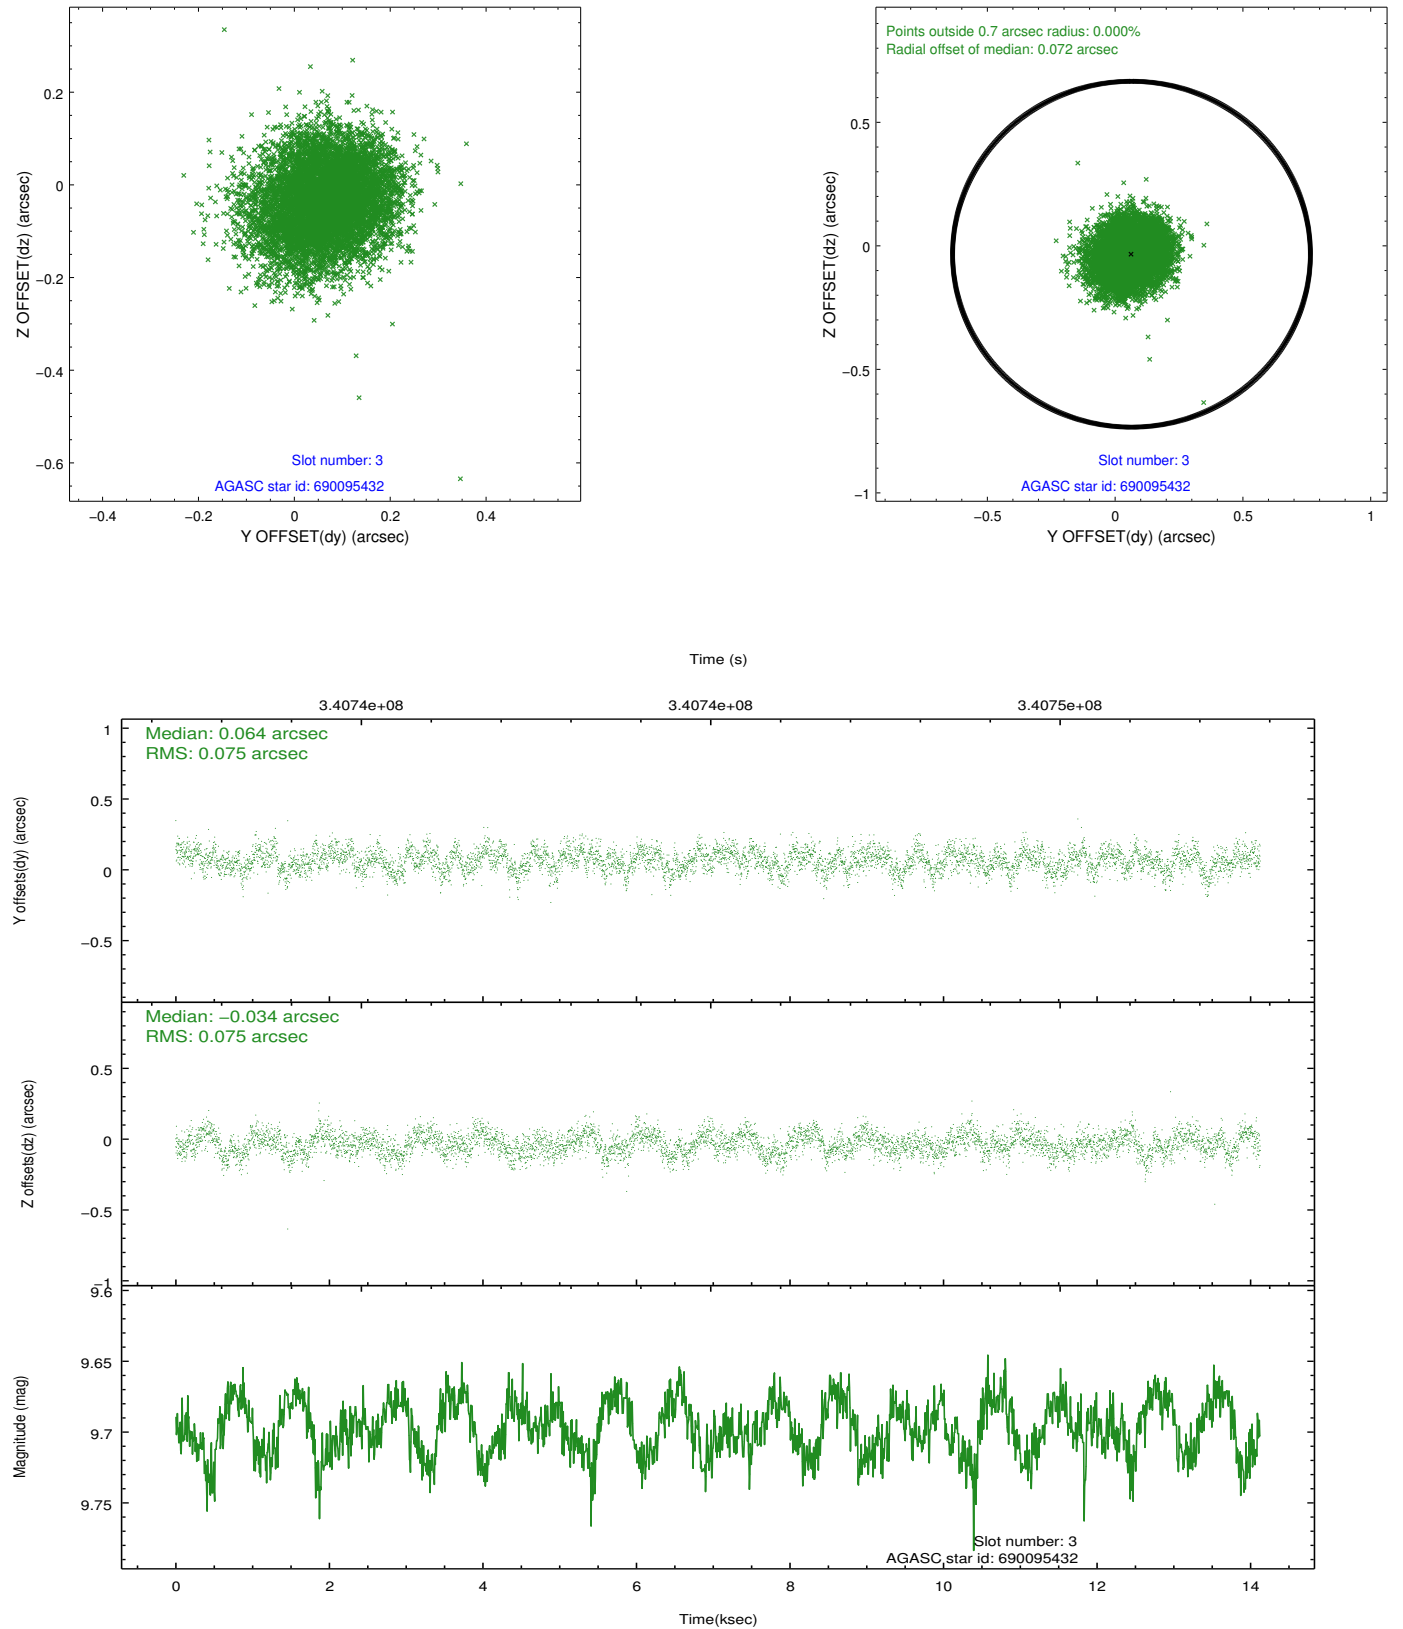 0.2
0
−0.2
−0.4
−0.6
Z OFFSET(dz) (arcsec)
Slot number: 3
AGASC star id: 690095432
−0.4 −0.2 0 0.2 0.4
Y OFFSET(dy) (arcsec)
Points outside 0.7 arcsec radius: 0.000%
Radial offset of median: 0.072 arcsec
0.5
0
−0.5
−1
Z OFFSET(dz) (arcsec)
Slot number: 3
AGASC star id: 690095432
−0.5 0 0.5 1
Y OFFSET(dy) (arcsec)
Time (s)
3.4074e+08 3.4074e+08 3.4075e+08
Median: 0.064 arcsec
RMS: 0.075 arcsec
1
0.5
0
−0.5
Y offsets(dy) (arcsec)
Median: −0.034 arcsec
RMS: 0.075 arcsec
0.5
0
−0.5
−1
Z offsets(dz) (arcsec)
9.6
9.65
9.7
9.75
Magnitude (mag)
Slot number: 3
AGASC star id: 690095432
0 2 4 6 8 10 12 14
Time(ksec)